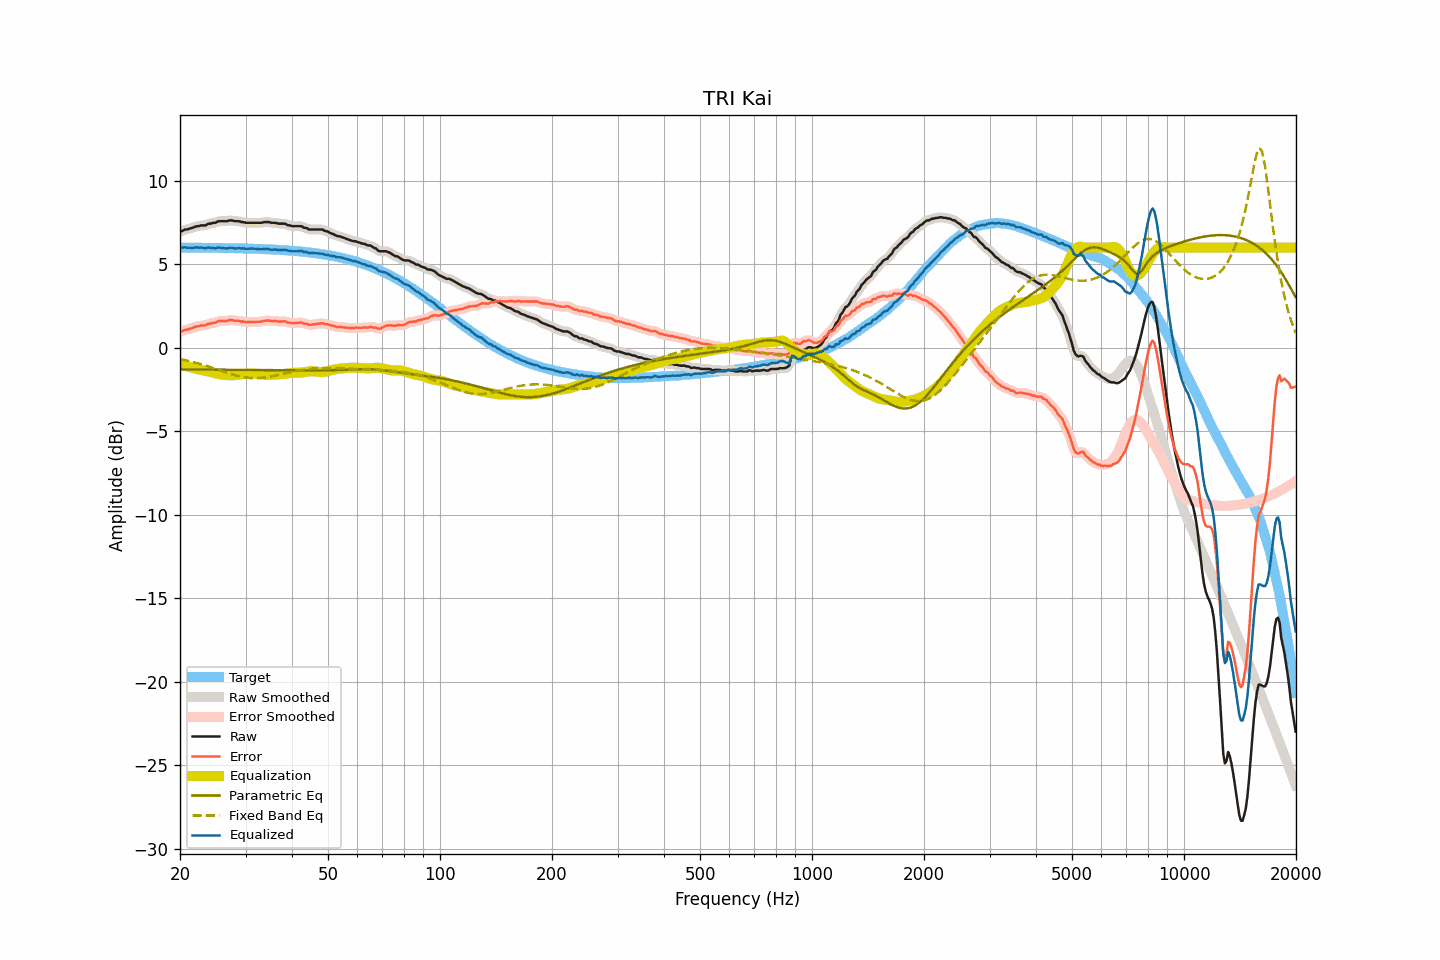 TRI Kai
10
5
0
−5
−10
−15
−20
−25
−30
Amplitude (dBr)
Target
Raw Smoothed
Error Smoothed
Raw
Error
Equalization
Parametric Eq
Fixed Band Eq
Equalized
20 50 100 200 500 1000 2000 5000 10000 20000
Frequency (Hz)